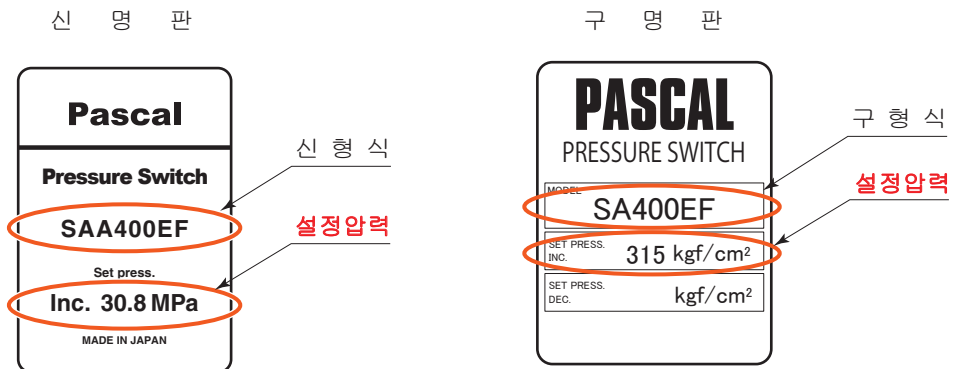 신 명 판
Pascal
Pressure Switch
SAA400EF
Set press.
Inc. 30.8 MPa
MADE IN JAPAN
신 형 식
설정압력
구 명 판
PASCAL
PRESSURE SWITCH
MODEL
SA400EF
SET PRESS.
INC. 315 kgf/cm²
SET PRESS.
DEC. kgf/cm²
구 형 식
설정압력